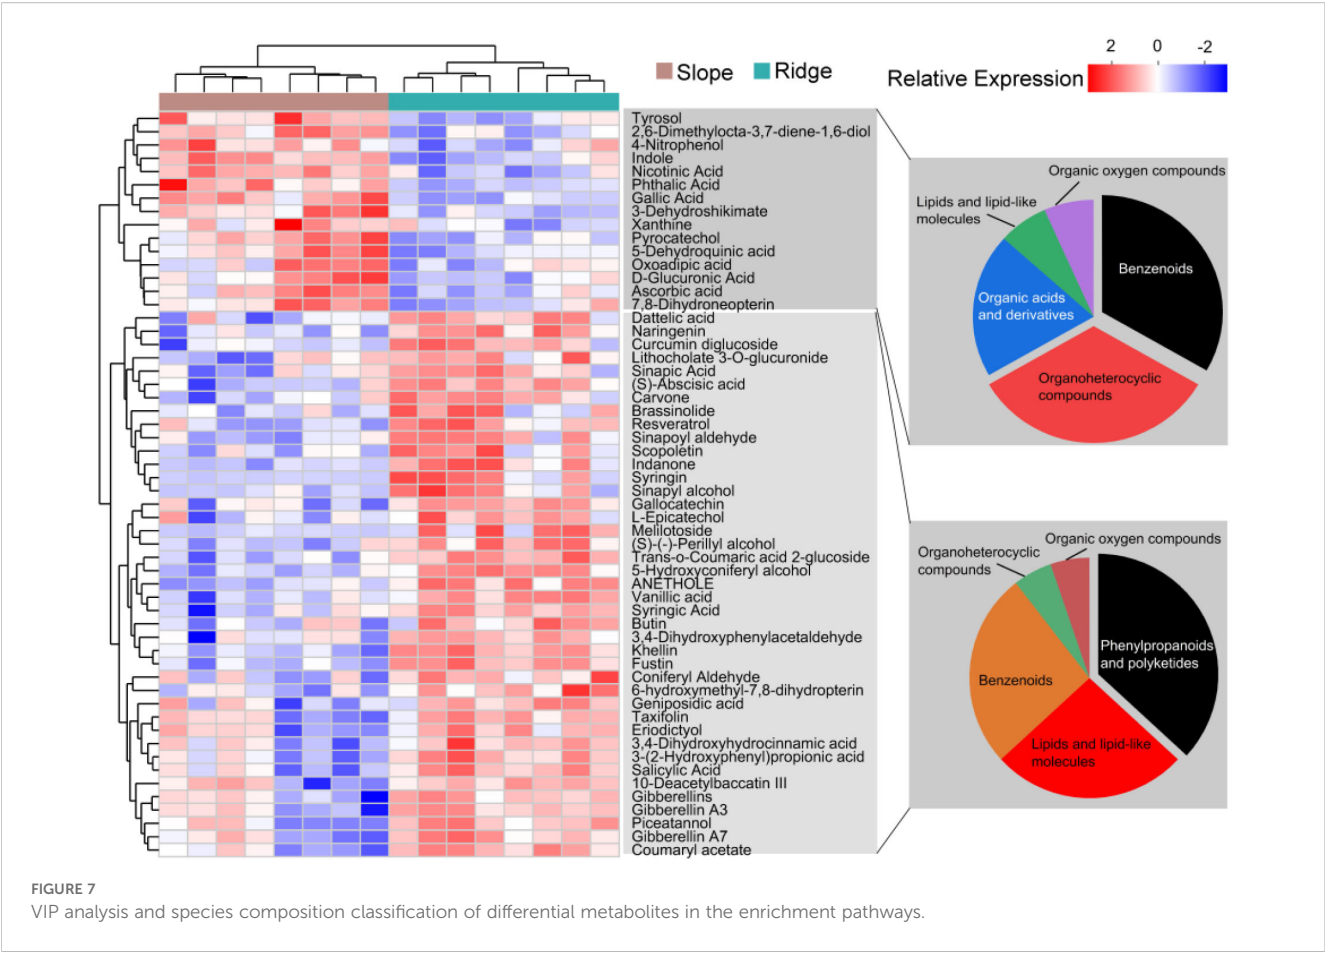 Slope
Ridge
2 0 -2
Relative Expression
Tyrosol
2,6-Dimethylocta-3,7-diene-1,6-diol
4-Nitrophenol
Indole
Nicotinic Acid
Phthalic Acid
Gallic Acid
3-Dehydroshikimate
Xanthine
Pyrocatechol
5-Dehydroquinic acid
Oxoadipic acid
D-Glucuronic Acid
Ascorbic acid
7,8-Dihydroneopterin
Dattelic acid
Naringenin
Curcumin diglucoside
Lithocholate 3-O-glucuronide
Sinapic Acid
(S)-Abscisic acid
Carvone
Brassinolide
Resveratrol
Sinapoyl aldehyde
Scopoletin
Indanone
Syringin
Sinapyl alcohol
Gallocatechin
L-Epicatechol
Melilotoside
(S)-(-)-Perillyl alcohol
Trans-o-Coumaric acid 2-glucoside
5-Hydroxyconiferyl alcohol
ANETHOLE
Vanillic acid
Syringic Acid
Butin
3,4-Dihydroxyphenylacetaldehyde
Khellin
Fustin
Coniferyl Aldehyde
6-hydroxymethyl-7,8-dihydropterin
Geniposidic acid
Taxifolin
Eriodictyol
3,4-Dihydroxyhydrocinnamic acid
3-(2-Hydroxyphenyl)propionic acid
Salicylic Acid
10-Deacetylbaccatin III
Gibberellins
Gibberellin A3
Piceatannol
Gibberellin A7
Coumaryl acetate
Organic oxygen compounds
Lipids and lipid-like
molecules
Benzenoids
Organic acids
and derivatives
Organoheterocyclic
compounds
Organic oxygen compounds
Organoheterocyclic
compounds
Phenylpropanoids
and polyketides
Benzenoids
Lipids and lipid-like
molecules
FIGURE 7
VIP analysis and species composition classification of differential metabolites in the enrichment pathways.